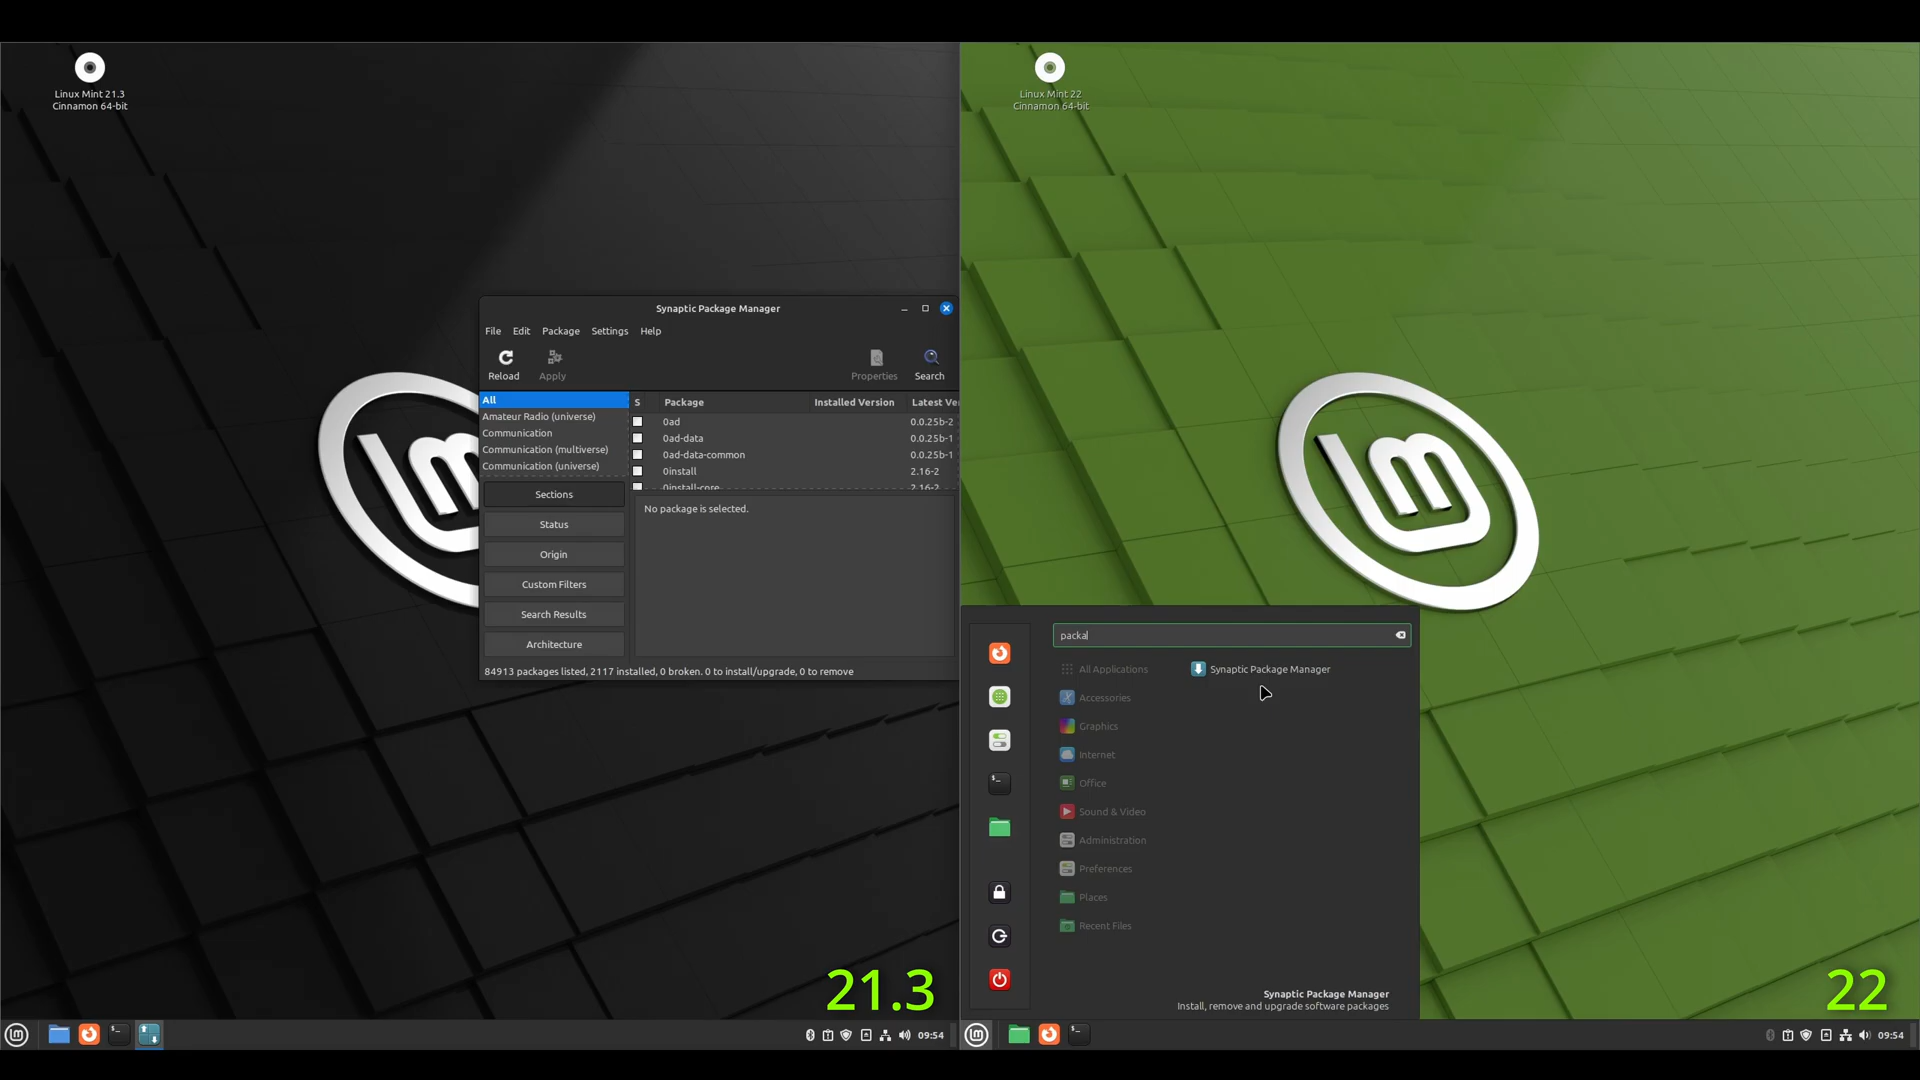 Linux Mint 21.3
Cinnamon 64-bit
Synaptic Package Manager
File Edit Package Settings Help
Reload Apply Properties Search
All
Amateur Radio (universe)
Communication
Communication (multiverse)
Communication (universe)
Sections
Status
Origin
Custom Filters
Search Results
Architecture
S Package Installed Version Latest Ve
0ad 0.0.25b-2
0ad-data 0.0.25b-1
0ad-data-common 0.0.25b-1
0install 2.16-2
0install-core 2.16-2
No package is selected.
84913 packages listed, 2117 installed, 0 broken. 0 to install/upgrade, 0 to remove
21.3
09:54
Linux Mint 22
Cinnamon 64-bit
packa
All Applications
Accessories
Graphics
Internet
Office
Sound & Video
Administration
Preferences
Places
Recent Files
Synaptic Package Manager
Synaptic Package Manager
Install, remove and upgrade software packages
22
09:54